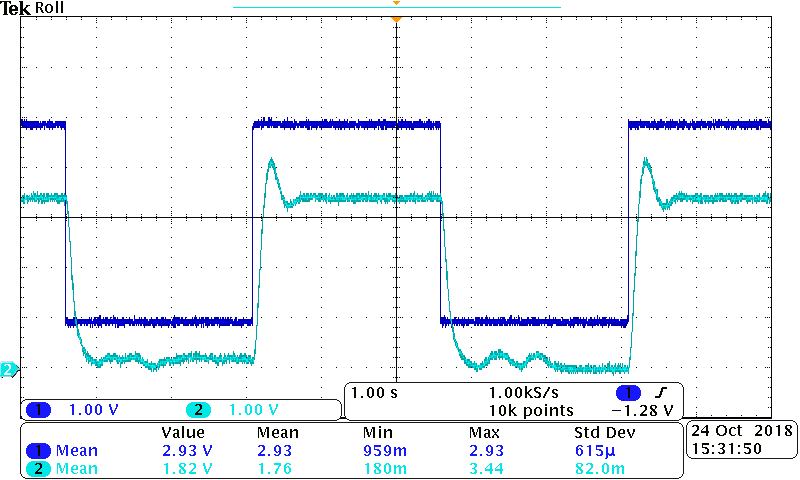 Tek Roll
2
1 1.00 V 2 1.00 V
1.00 s 1.00kS/s 1
10k points −1.28 V
Value Mean Min Max Std Dev
1 Mean 2.93 V 2.93 959m 2.93 615µ
2 Mean 1.82 V 1.76 180m 3.44 82.0m
24 Oct 2018
15:31:50